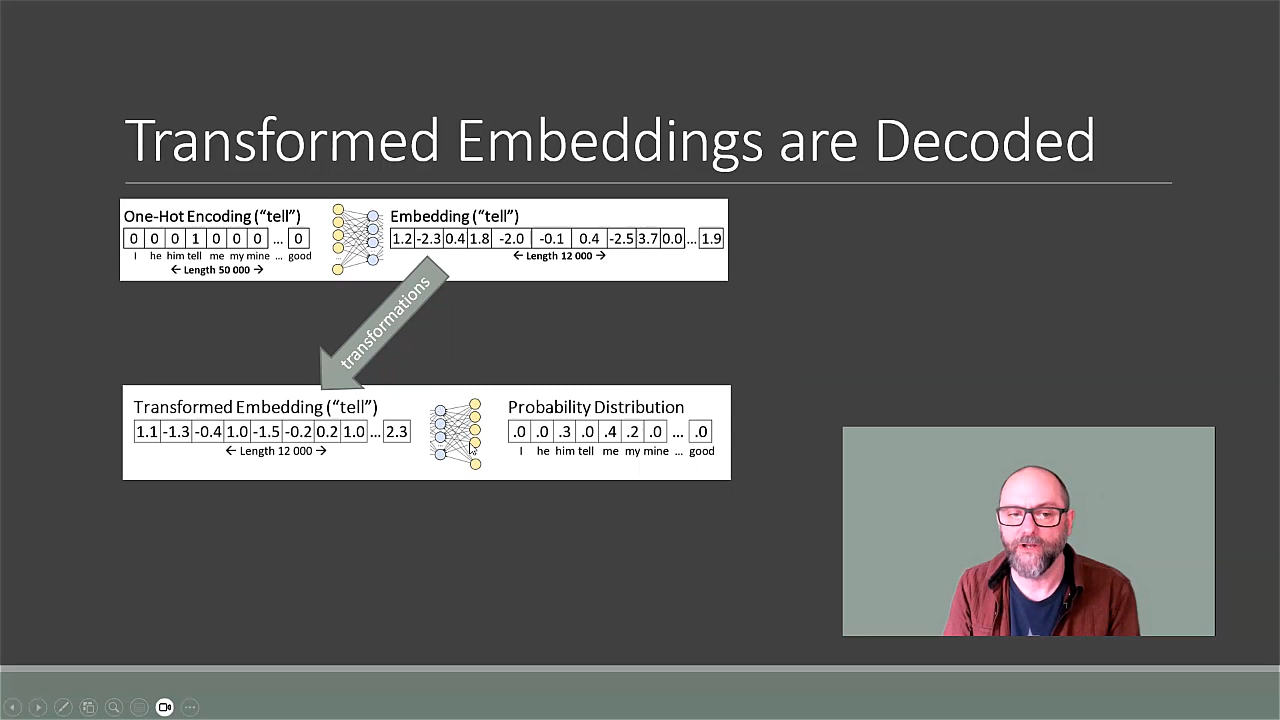 Transformed Embeddings are Decoded
One-Hot Encoding (“tell”)
0 0 0 1 0 0 0 ... 0
I he him tell me my mine ... good
← Length 50 000 →
Embedding (“tell”)
1.2 -2.3 0.4 1.8 -2.0 -0.1 0.4 -2.5 3.7 0.0 ... 1.9
← Length 12 000 →
transformations
Transformed Embedding (“tell”)
1.1 -1.3 -0.4 1.0 -1.5 -0.2 0.2 1.0 ... 2.3
← Length 12 000 →
Probability Distribution
.0 .0 .3 .0 .4 .2 .0 ... .0
I he him tell me my mine ... good